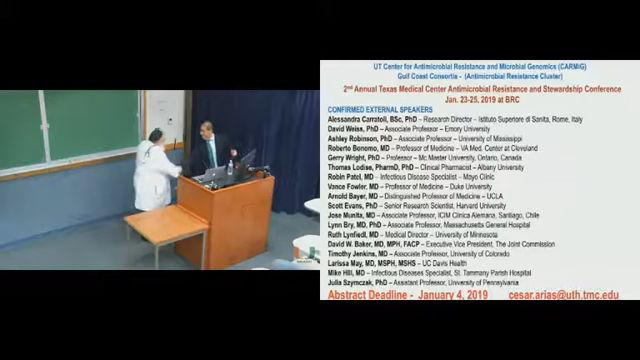 UT Center for Antimicrobial Resistance and Microbial Genomics (CARMiG)
Gulf Coast Consortia - (Antimicrobial Resistance Cluster)
2nd Annual Texas Medical Center Antimicrobial Resistance and Stewardship Conference
Jan. 23-25, 2019 at BRC
CONFIRMED EXTERNAL SPEAKERS
Alessandra Carratoli, BSc, PhD - Research Director - Istituto Superiore di Sanita, Rome, Italy
David Weiss, PhD - Associate Professor - Emory University
Ashley Robinson, PhD - Associate Professor - University of Mississippi
Roberto Bonomo, MD - Professor of Medicine - VA Med. Center at Cleveland
Gerry Wright, PhD - Professor - Mc Master University, Ontario, Canada
Thomas Lodise, PharmD, PhD - Clinical Pharmacist - Albany University
Robin Patel, MD - Infectious Disease Specialist - Mayo Clinic
Vance Fowler, MD - Professor of Medicine - Duke University
Arnold Bayer, MD - Distinguished Professor of Medicine - UCLA
Scott Evans, PhD - Senior Research Scientist, Harvard University
Jose Munita, MD - Associate Professor, ICIM Clinica Alemana, Santiago, Chile
Lynn Bry, MD, PhD - Associate Professor, Massachusetts General Hospital
Ruth Lynfiedl, MD - Medical Director - University of Minnesota
David W. Baker, MD, MPH, FACP - Executive Vice President, The Joint Commission
Timothy Jenkins, MD - Associate Professor, University of Colorado
Larissa May, MD, MSPH, MSHS - UC Davis Health
Mike Hill, MD - Infectious Diseases Specialist, St. Tammany Parish Hospital
Julia Szymczak, PhD - Assistant Professor, University of Pennsylvania
Abstract Deadline - January 4, 2019 cesar.arias@uth.tmc.edu